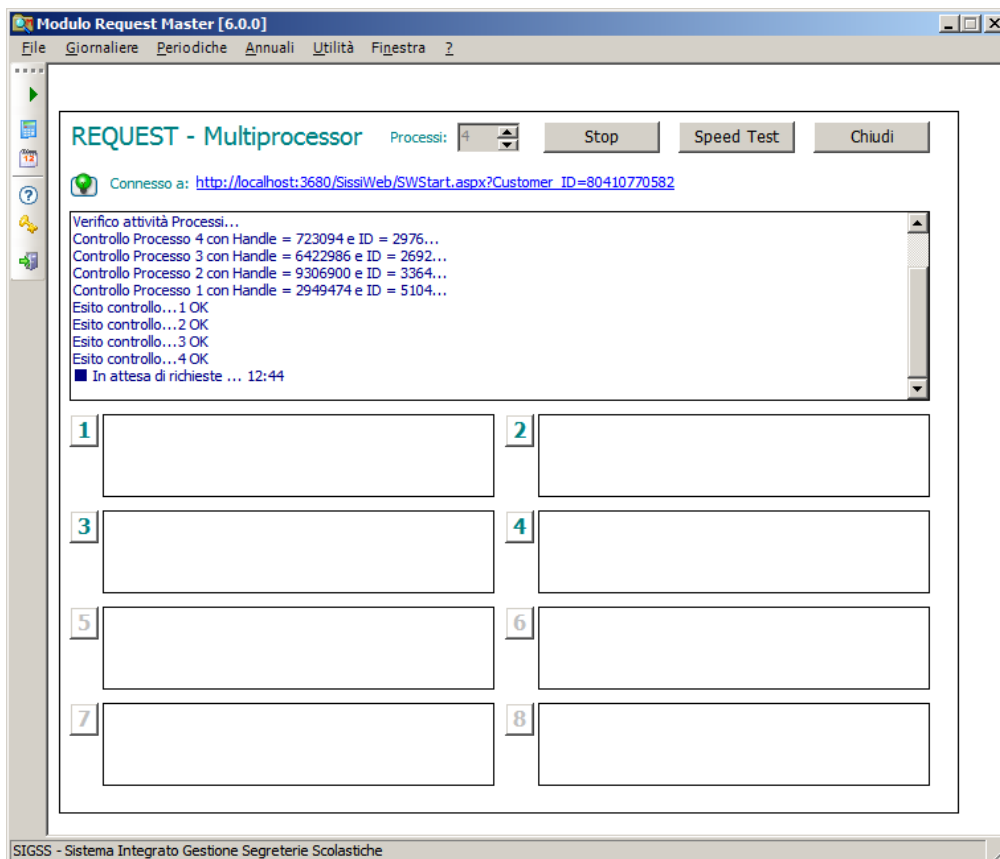 Modulo Request Master [6.0.0]
File Giornaliere Periodiche Annuali Utilità Finestra ?
REQUEST - Multiprocessor Processi: 4 Stop Speed Test Chiudi
12
Connesso a: http://localhost:3680/SissiWeb/SWStart.aspx?Customer_ID=80410770582
Verifico attività Processi...
Controllo Processo 4 con Handle = 723094 e ID = 2976...
Controllo Processo 3 con Handle = 6422986 e ID = 2692...
Controllo Processo 2 con Handle = 9306900 e ID = 3364...
Controllo Processo 1 con Handle = 2949474 e ID = 5104...
Esito controllo...1 OK
Esito controllo...2 OK
Esito controllo...3 OK
Esito controllo...4 OK
In attesa di richieste ... 12:44
1 2
3 4
5 6
7 8
SIGSS - Sistema Integrato Gestione Segreterie Scolastiche